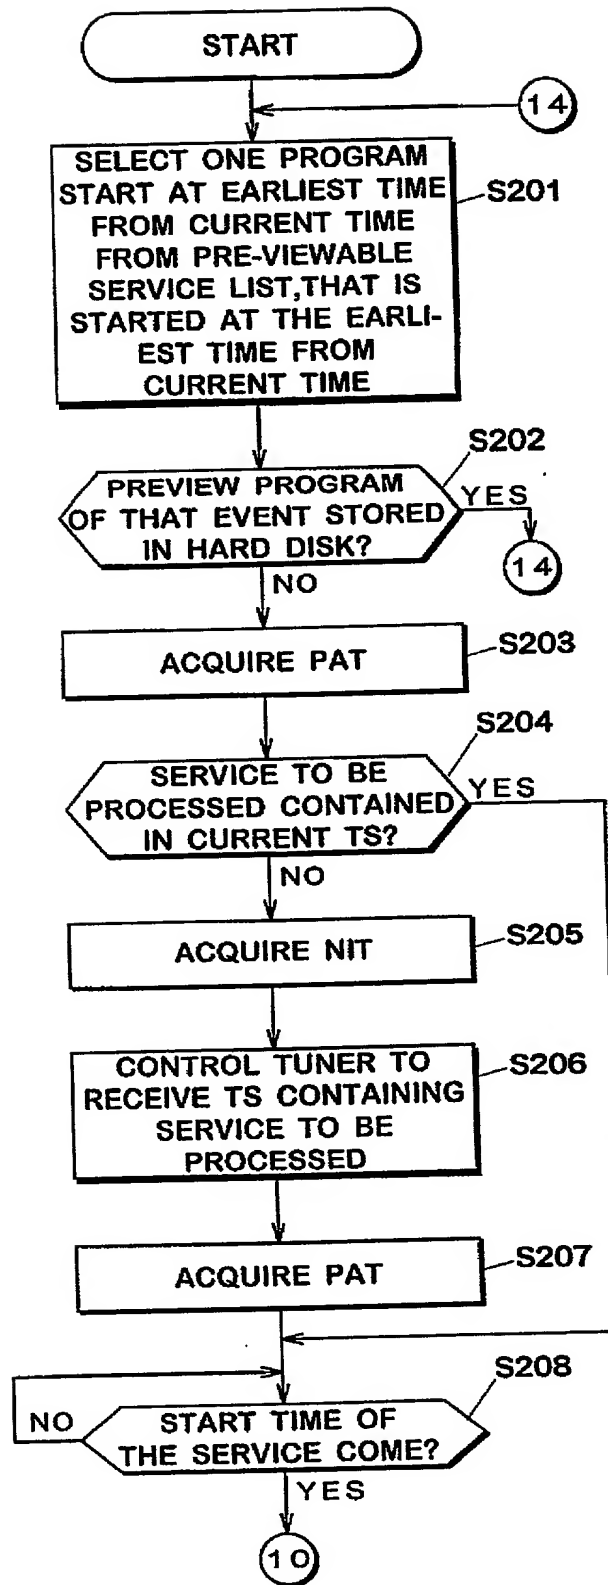 START
14
SELECT ONE PROGRAM
START AT EARLIEST TIME
FROM CURRENT TIME
FROM PRE-VIEWABLE
SERVICE LIST,THAT IS
STARTED AT THE EARLI-
EST TIME FROM
CURRENT TIME
S201
S202
PREVIEW PROGRAM
OF THAT EVENT STORED
IN HARD DISK?
YES
14
NO
ACQUIRE PAT
S203
S204
SERVICE TO BE
PROCESSED CONTAINED
IN CURRENT TS?
YES
NO
ACQUIRE NIT
S205
CONTROL TUNER TO
RECEIVE TS CONTAINING
SERVICE TO BE
PROCESSED
S206
ACQUIRE PAT
S207
S208
NO
START TIME OF
THE SERVICE COME?
YES
10